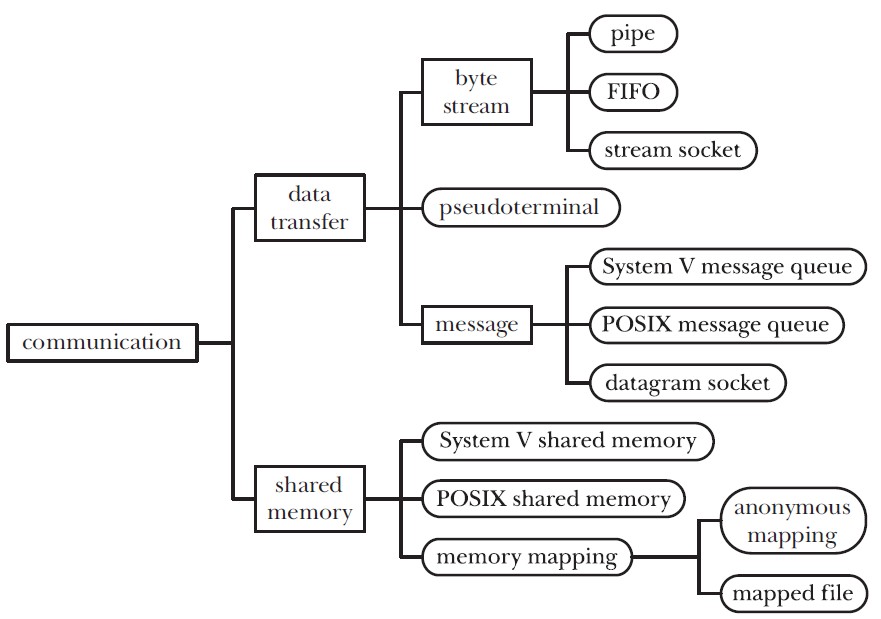 pipe
byte
stream
FIFO
stream socket
data
transfer
pseudoterminal
System V message queue
message
POSIX message queue
communication
datagram socket
System V shared memory
shared
memory
POSIX shared memory
anonymous
mapping
memory mapping
mapped file